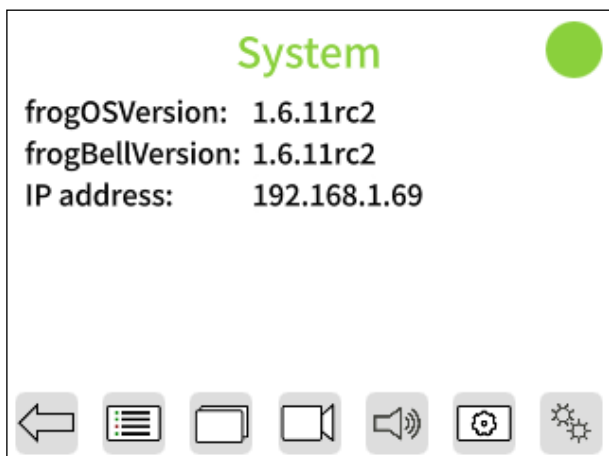 System
frogOSVersion: 1.6.11rc2
frogBellVersion: 1.6.11rc2
IP address: 192.168.1.69